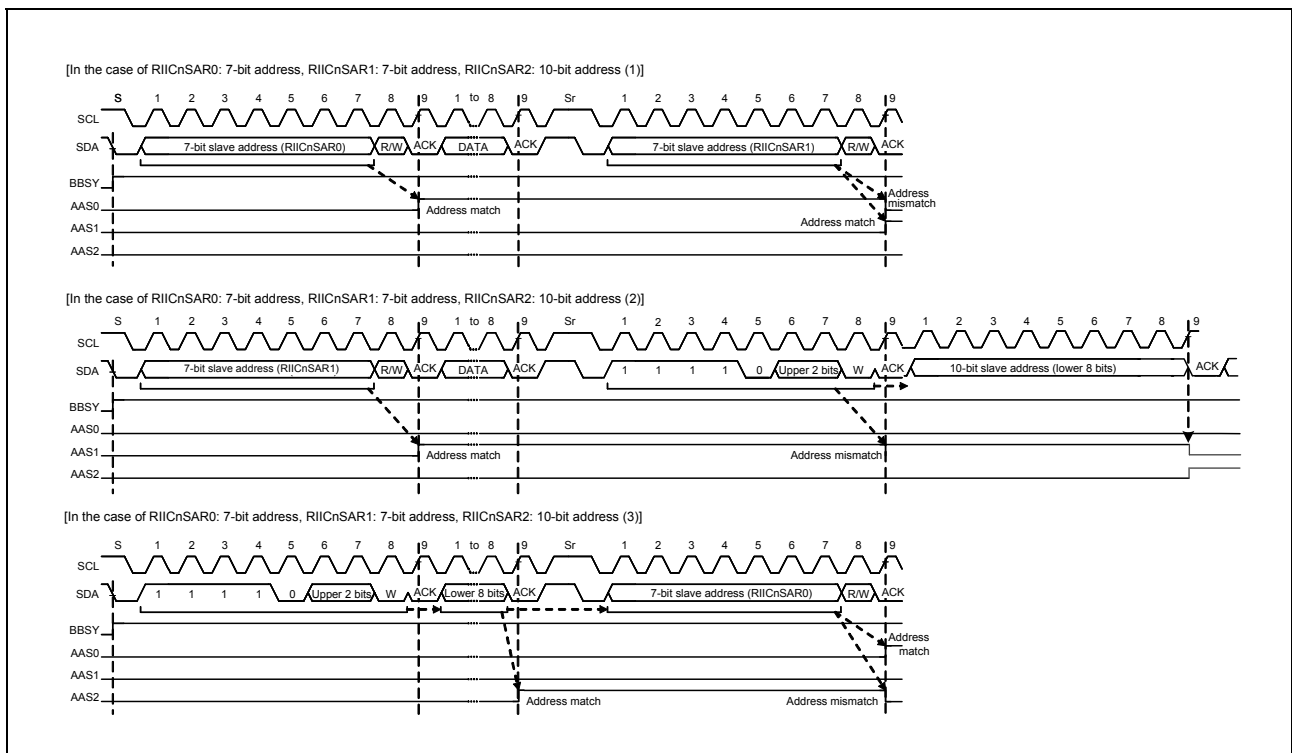 [In the case of RIICnSAR0: 7-bit address, RIICnSAR1: 7-bit address, RIICnSAR2: 10-bit address (1)]
S 1 2 3 4 5 6 7 8 9 1 to 8 9 Sr 1 2 3 4 5 6 7 8 9
SCL
SDA 7-bit slave address (RIICnSAR0) R/W ACK DATA ACK 7-bit slave address (RIICnSAR1) R/W ACK
BBSY
Address mismatch
AAS0 Address match
Address match
AAS1
AAS2
[In the case of RIICnSAR0: 7-bit address, RIICnSAR1: 7-bit address, RIICnSAR2: 10-bit address (2)]
S 1 2 3 4 5 6 7 8 9 1 to 8 9 Sr 1 2 3 4 5 6 7 8 9 1 2 3 4 5 6 7 8 9
SCL
SDA 7-bit slave address (RIICnSAR1) R/W ACK DATA ACK 1 1 1 1 0 Upper 2 bits W ACK 10-bit slave address (lower 8 bits) ACK
BBSY
AAS0
AAS1 Address match Address mismatch
AAS2
[In the case of RIICnSAR0: 7-bit address, RIICnSAR1: 7-bit address, RIICnSAR2: 10-bit address (3)]
S 1 2 3 4 5 6 7 8 9 1 to 8 9 Sr 1 2 3 4 5 6 7 8 9
SCL
SDA 1 1 1 1 0 Upper 2 bits W ACK Lower 8 bits ACK 7-bit slave address (RIICnSAR0) R/W ACK
BBSY
Address match
AAS0
AAS1
AAS2 Address match Address mismatch